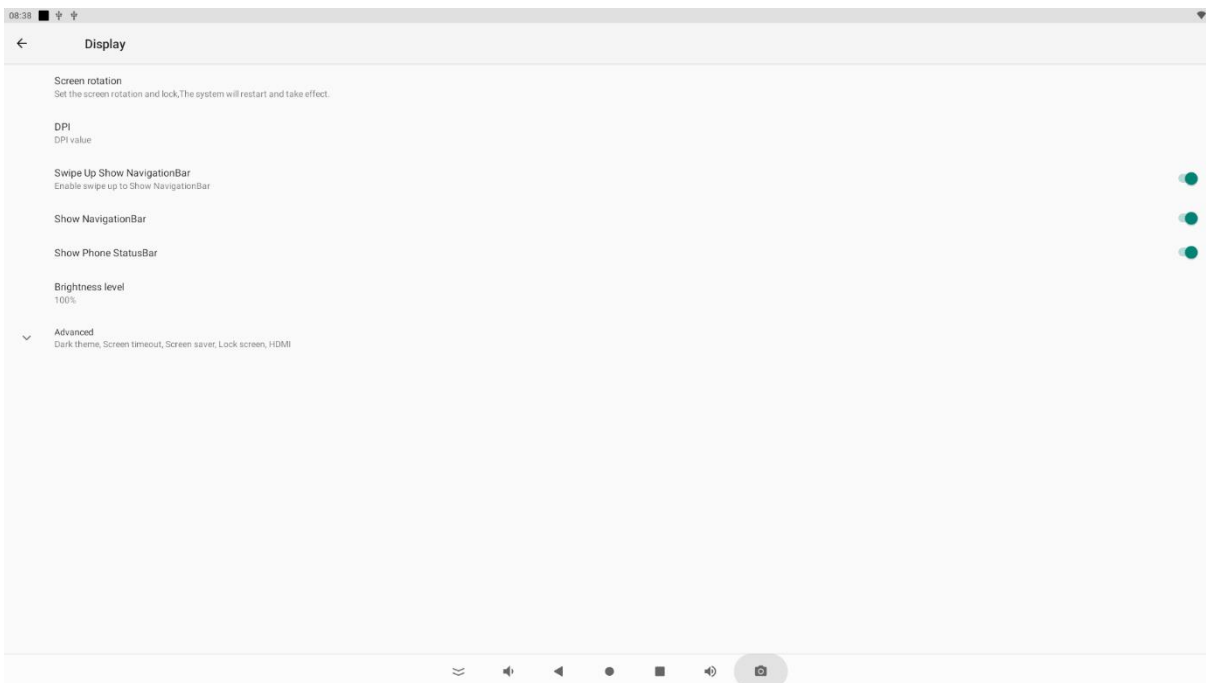 08:38
Display
Screen rotation
Set the screen rotation and lock,The system will restart and take effect.
DPI
DPI value
Swipe Up Show NavigationBar
Enable swipe up to Show NavigationBar
Show NavigationBar
Show Phone StatusBar
Brightness level
100%
Advanced
Dark theme, Screen timeout, Screen saver, Lock screen, HDMI